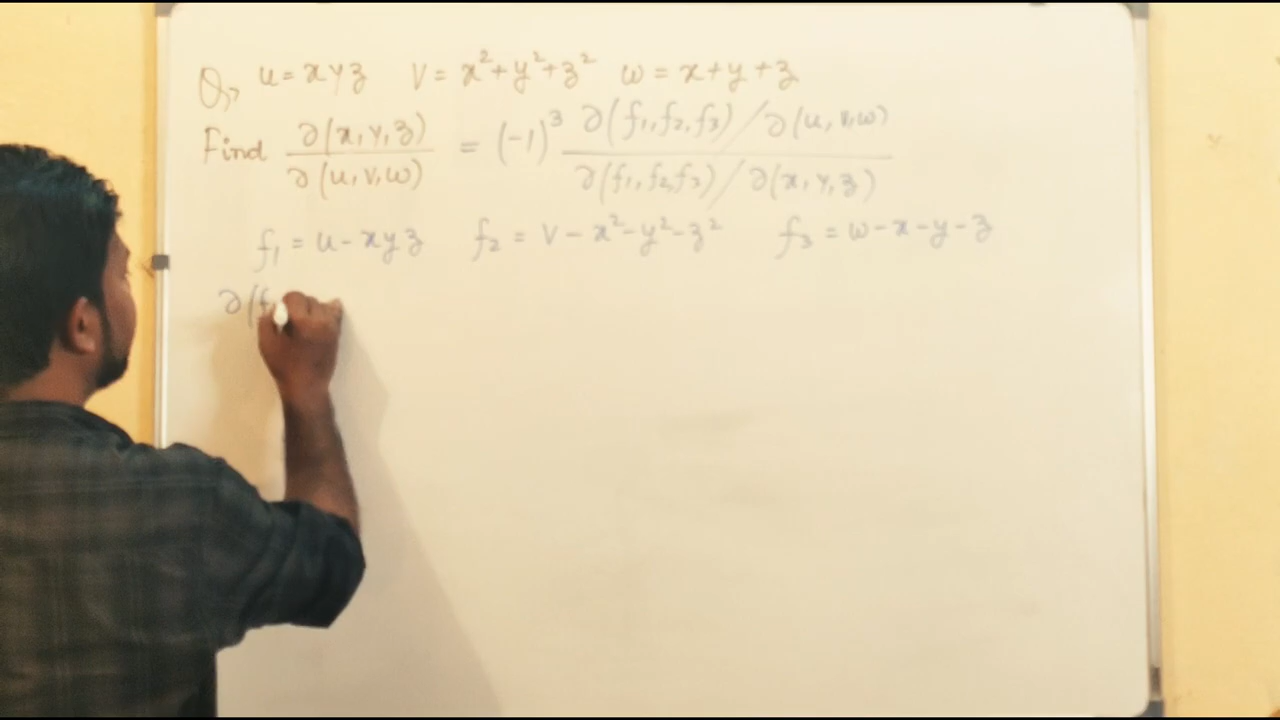 Q, u = xyz v = x²+y²+z² w = x+y+z
Find ∂(x,y,z)/∂(u,v,w) = (-1)³ ∂(f₁,f₂,f₃)/∂(u,v,w) / ∂(f₁,f₂,f₃)/∂(x,y,z)
f₁ = u-xyz f₂ = v-x²-y²-z² f₃ = w-x-y-z
∂(f